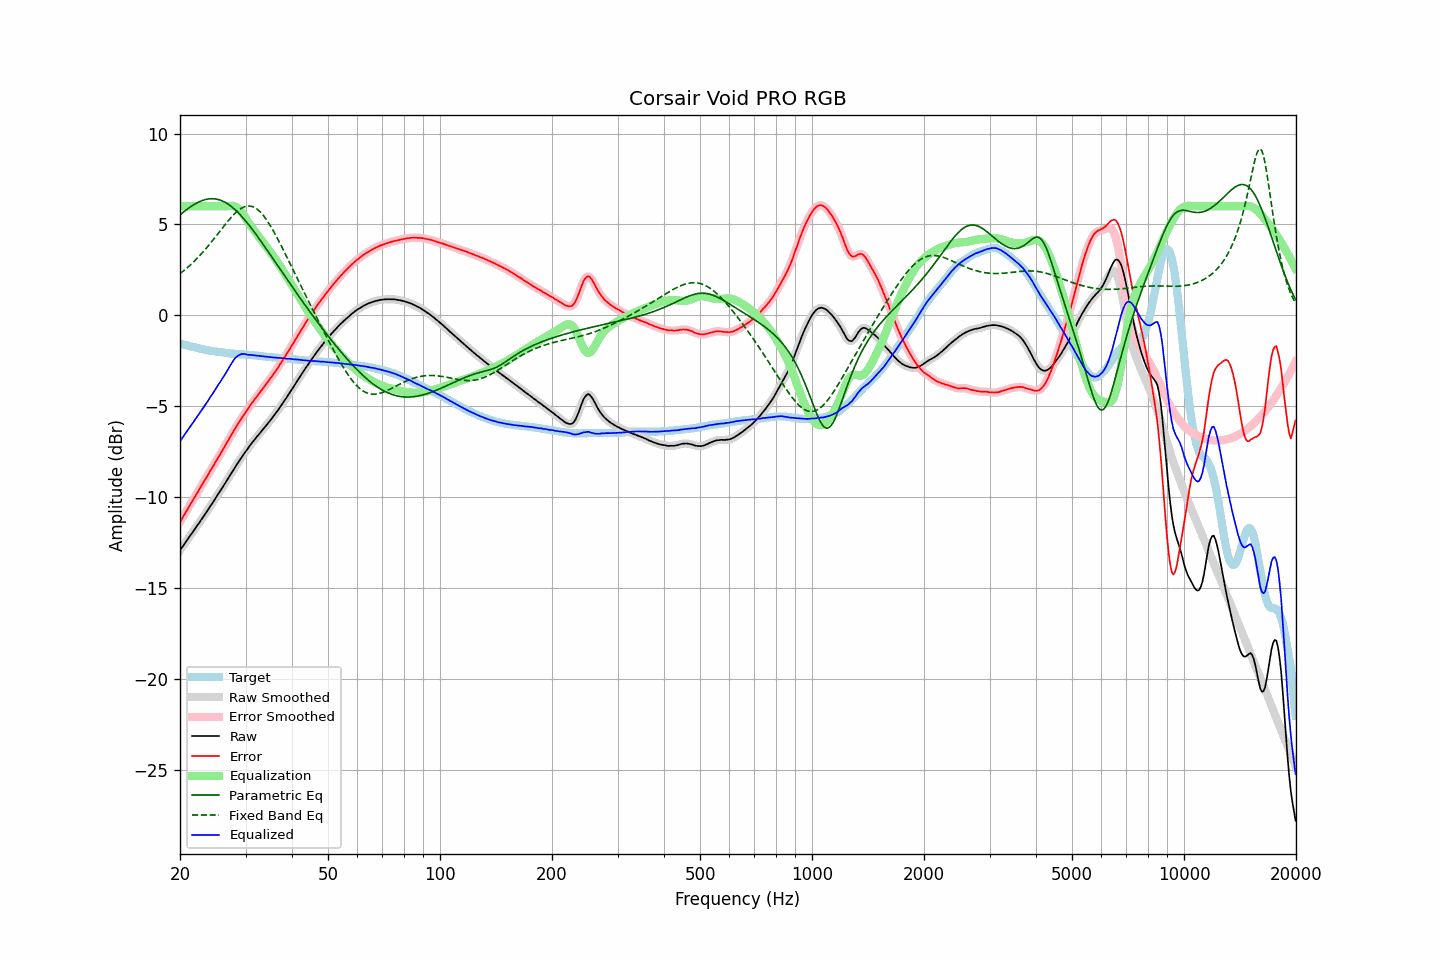 Corsair Void PRO RGB
10
5
0
−5
−10
−15
−20
−25
Amplitude (dBr)
Target
Raw Smoothed
Error Smoothed
Raw
Error
Equalization
Parametric Eq
Fixed Band Eq
Equalized
20
50
100
200
500
1000
2000
5000
10000
20000
Frequency (Hz)